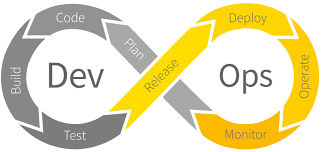 Code
Plan
Build
Dev
Test
Release
Deploy
Ops
Operate
Monitor